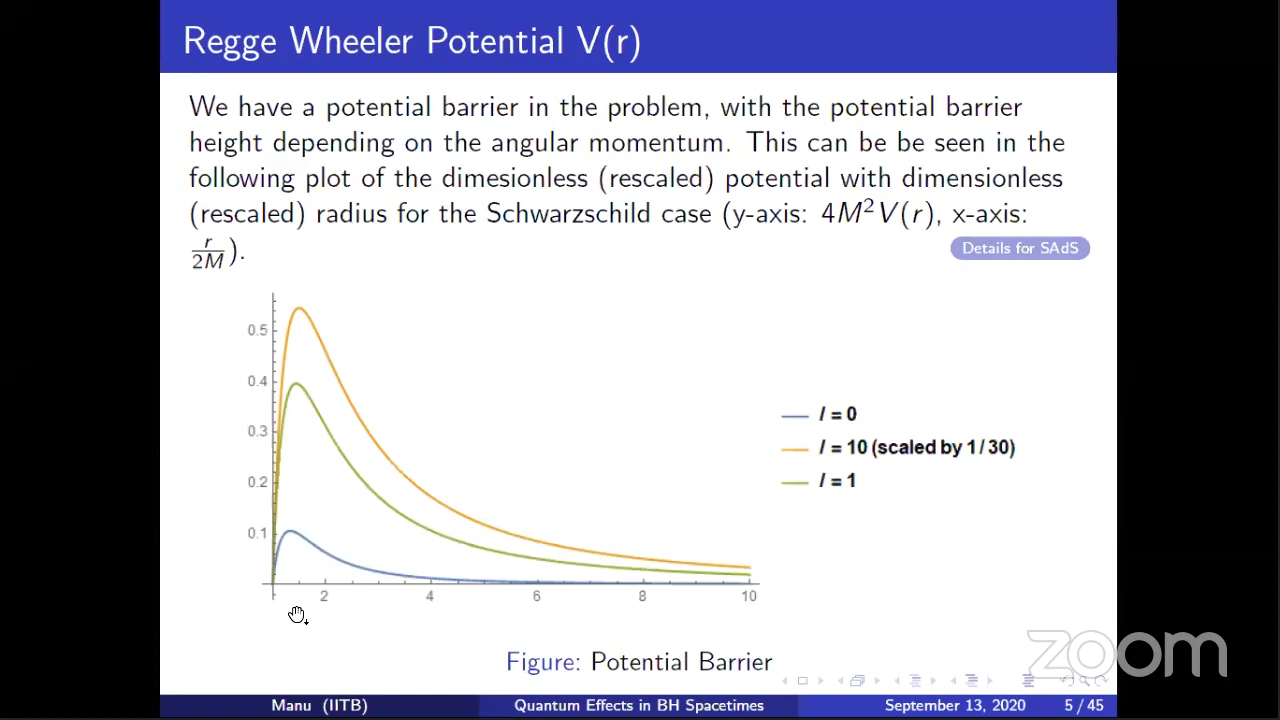 Regge Wheeler Potential V(r)
We have a potential barrier in the problem, with the potential barrier
height depending on the angular momentum. This can be be seen in the
following plot of the dimesionless (rescaled) potential with dimensionless
(rescaled) radius for the Schwarzschild case (y-axis: 4M²V(r), x-axis:
r/2M).
Details for SAdS
0.5
0.4
0.3
0.2
0.1
2 4 6 8 10
l = 0
l = 10 (scaled by 1/30)
l = 1
Figure: Potential Barrier
zoom
Manu (IITB) Quantum Effects in BH Spacetimes September 13, 2020 5 / 45